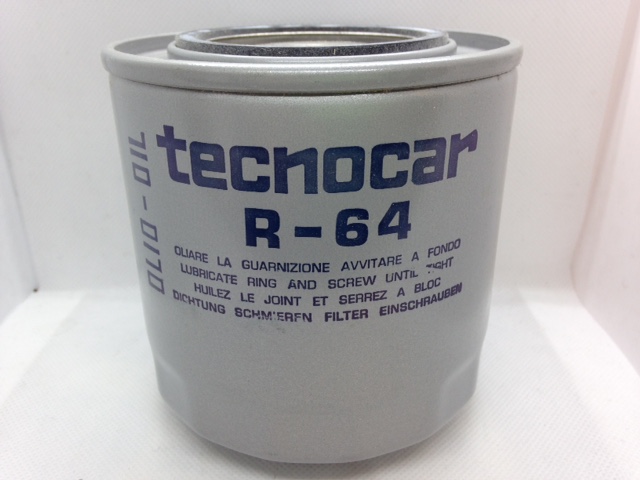 OLIO-OIL
tecnocar
R-64
OLIARE LA GUARNIZIONE AVVITARE A FONDO
LUBRICATE RING AND SCREW UNTIL TIGHT
HUILEZ LE JOINT ET SERREZ A BLOC
DICHTUNG SCHMIEREN FILTER EINSCHRAUBEN